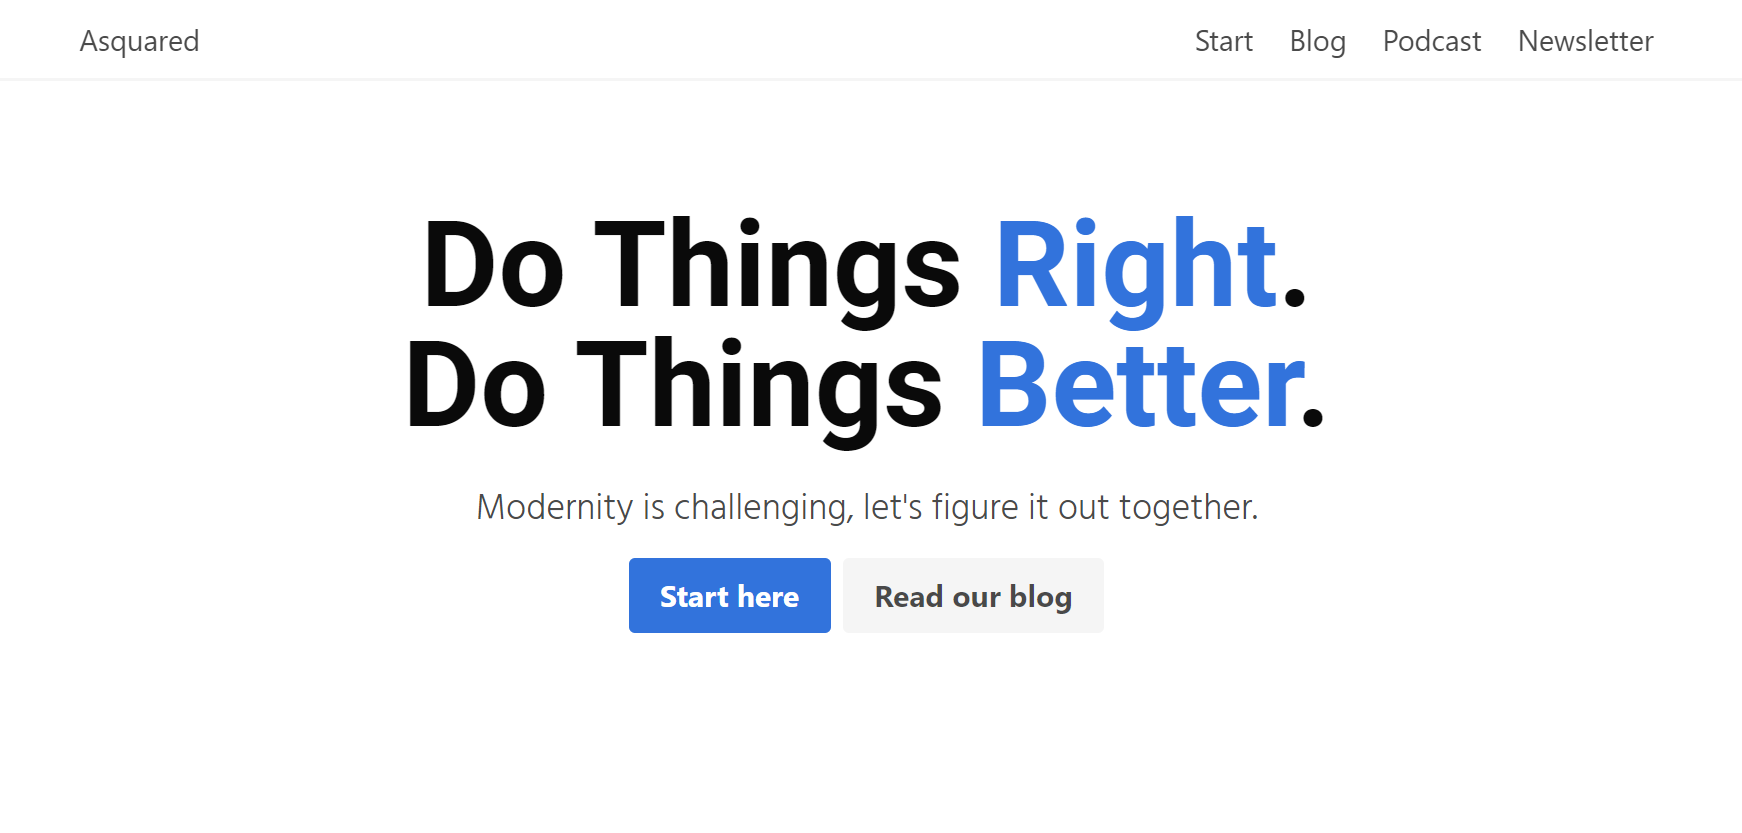 Asquared Start Blog Podcast Newsletter
Do Things Right.
Do Things Better.
Modernity is challenging, let's figure it out together.
Start here Read our blog